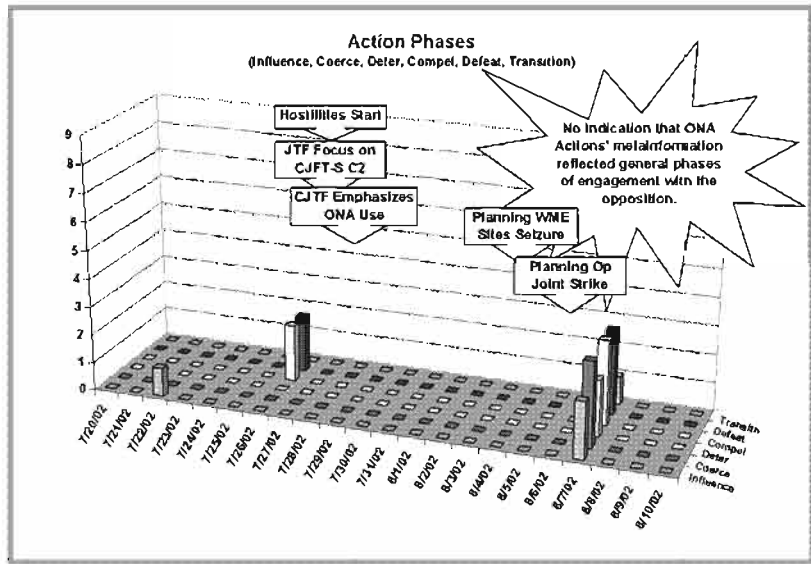 Action Phases
(Influence, Coerce, Deter, Compel, Defeat, Transition)
Hostillities Start
JTF Focus on
CJFT-S C2
CJTF Emphasizes
ONA Use
No indication that ONA
Actions' metainformation
reflected general phases
of engagement with the
opposition.
Planning WME
Sites Seizure
Planning Op
Joint Strike
9
8
7
6
5
4
3
2
1
0
7/20/02
7/21/02
7/22/02
7/23/02
7/24/02
7/25/02
7/26/02
7/27/02
7/28/02
7/29/02
7/30/02
7/31/02
8/1/02
8/2/02
8/3/02
8/4/02
8/5/02
8/6/02
8/7/02
8/8/02
8/9/02
8/10/02
Defeat
Compel
Deter
Coerce
Influence